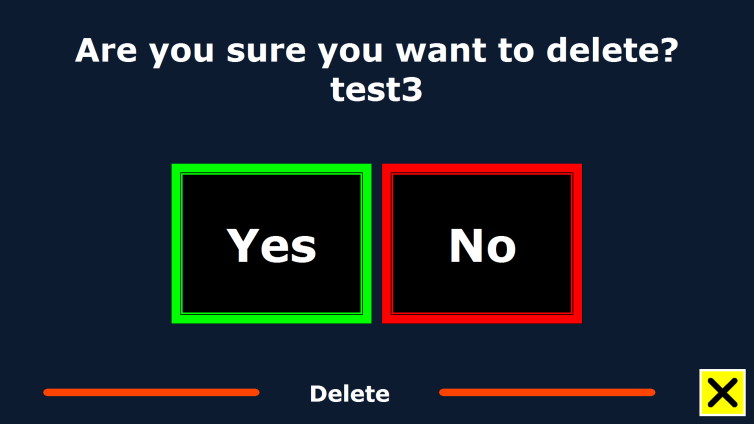 Are you sure you want to delete?
test3
Yes
No
Delete